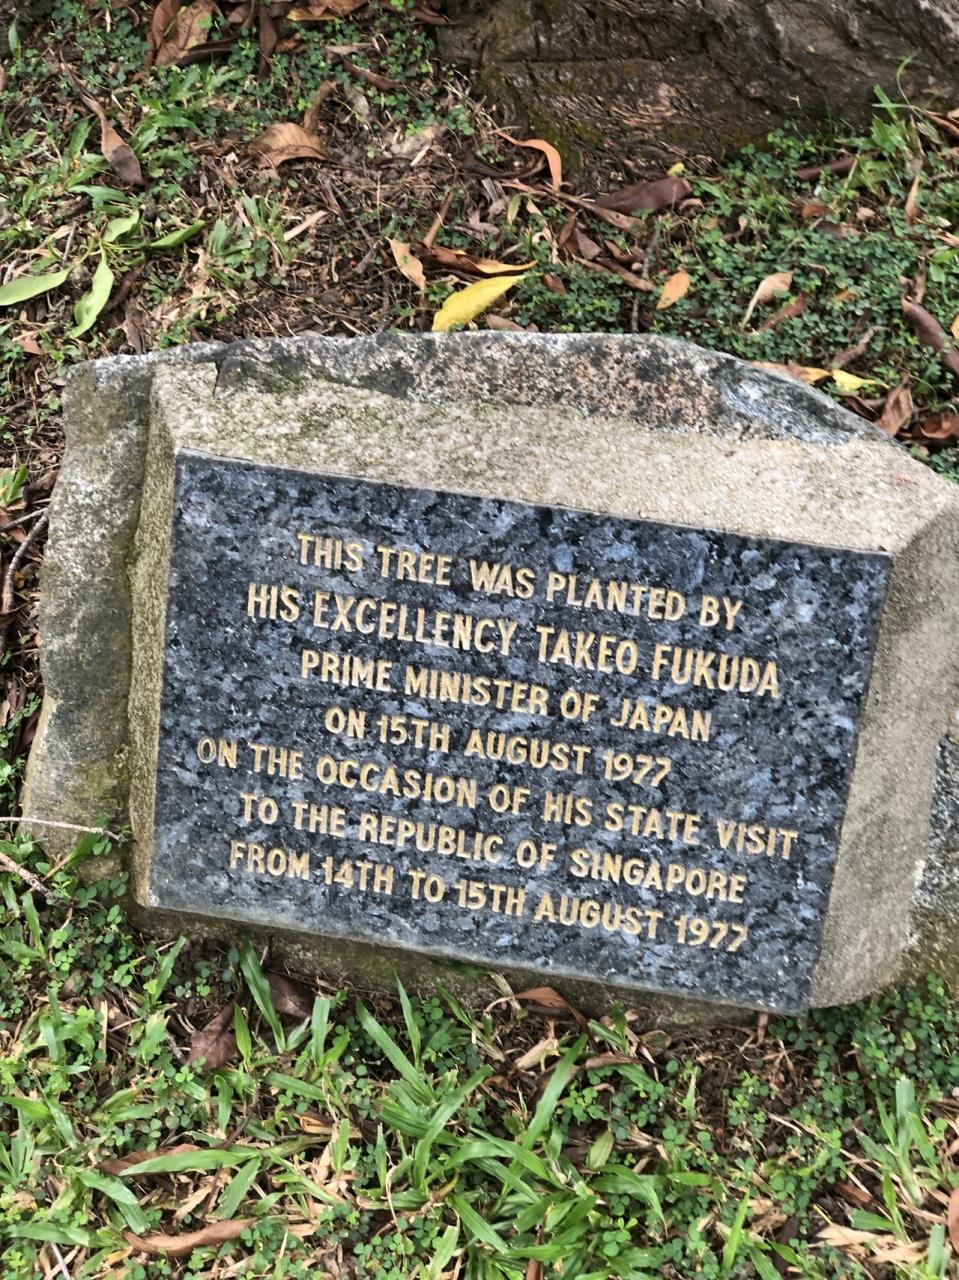 THIS TREE WAS PLANTED BY
HIS EXCELLENCY TAKEO FUKUDA
PRIME MINISTER OF JAPAN
ON 15TH AUGUST 1977
ON THE OCCASION OF HIS STATE VISIT
TO THE REPUBLIC OF SINGAPORE
FROM 14TH TO 15TH AUGUST 1977